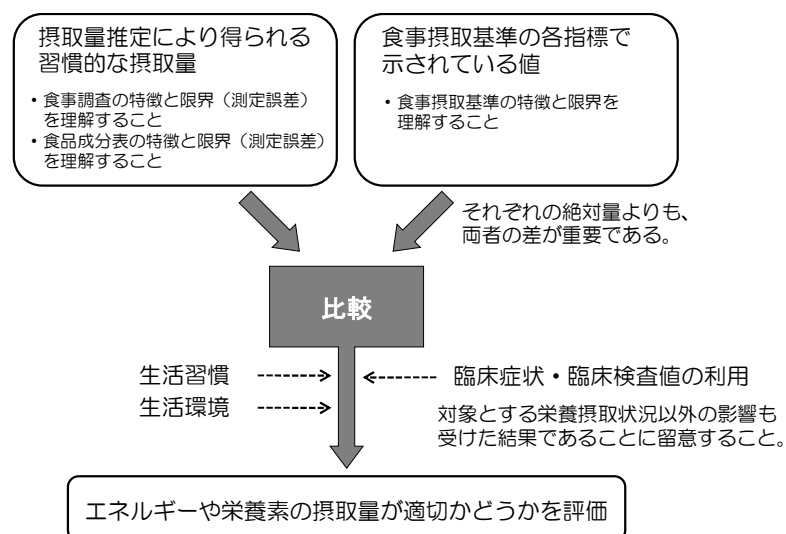 摂取量推定により得られる
習慣的な摂取量
・食事調査の特徴と限界（測定誤差）
を理解すること
・食品成分表の特徴と限界（測定誤差）
を理解すること
食事摂取基準の各指標で
示されている値
・食事摂取基準の特徴と限界を
理解すること
それぞれの絶対量よりも、
両者の差が重要である。
比較
生活習慣
生活環境
臨床症状・臨床検査値の利用
対象とする栄養摂取状況以外の影響も
受けた結果であることに留意すること。
エネルギーや栄養素の摂取量が適切かどうかを評価